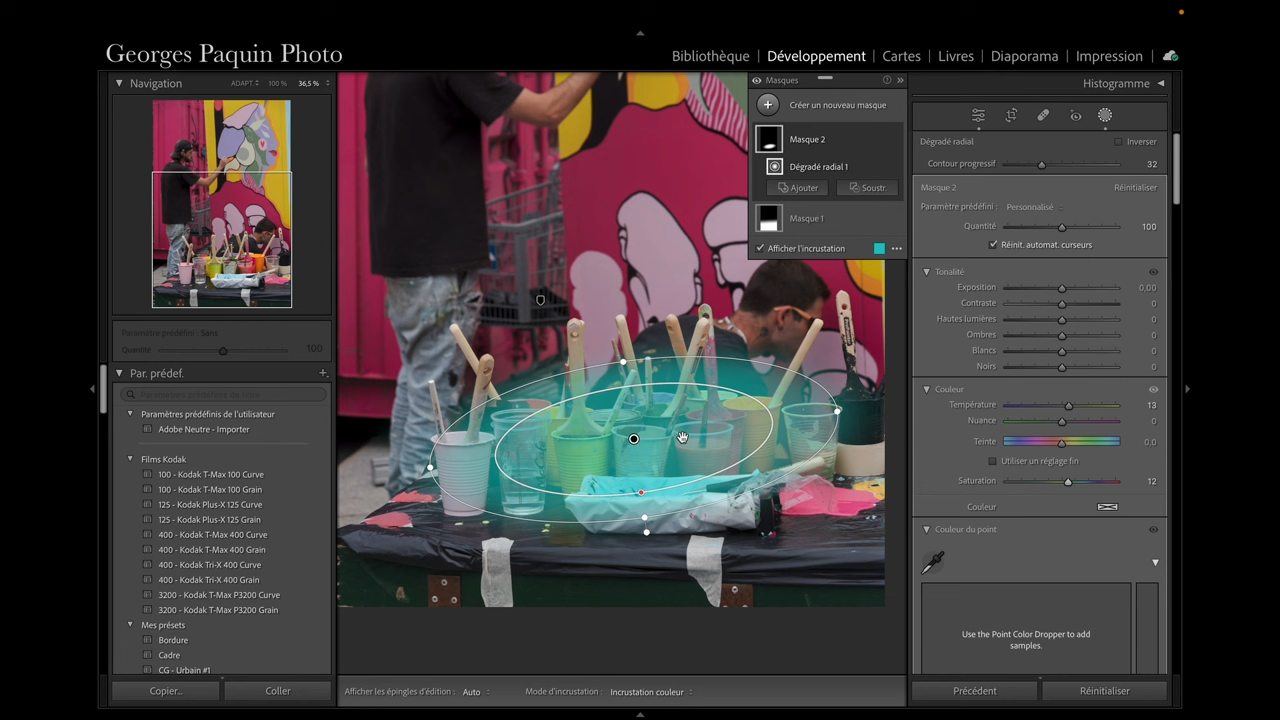 Georges Paquin Photo
Bibliothèque | Développement | Cartes | Livres | Diaporama | Impression |
Navigation ADAPT. 100 % 36,5 %
Paramètre prédéfini : Sans
Quantité 100
Par. prédef. +
Paramètres prédéfinis de l'utilisateur
Adobe Neutre - Importer
Films Kodak
100 - Kodak T-Max 100 Curve
100 - Kodak T-Max 100 Grain
125 - Kodak Plus-X 125 Curve
125 - Kodak Plus-X 125 Grain
400 - Kodak T-Max 400 Curve
400 - Kodak T-Max 400 Grain
400 - Kodak Tri-X 400 Curve
400 - Kodak Tri-X 400 Grain
3200 - Kodak T-Max P3200 Curve
3200 - Kodak T-Max P3200 Grain
Mes présets
Bordure
Cadre
CG - Urbain #1
Copier... Coller
Masques
Créer un nouveau masque
Masque 2
Dégradé radial 1
Ajouter Soustr.
Masque 1
Afficher l'incrustation
Afficher les épingles d'édition : Auto Mode d'incrustation : Incrustation couleur
Histogramme
Dégradé radial Inverser
Contour progressif 32
Masque 2 Réinitialiser
Paramètre prédéfini : Personnalisé
Quantité 100
Réinit. automat. curseurs
Tonalité
Exposition 0,00
Contraste 0
Hautes lumières 0
Ombres 0
Blancs 0
Noirs 0
Couleur
Température 13
Nuance 0
Teinte 0,0
Utiliser un réglage fin
Saturation 12
Couleur
Couleur du point
Use the Point Color Dropper to add
samples.
Précédent Réinitialiser